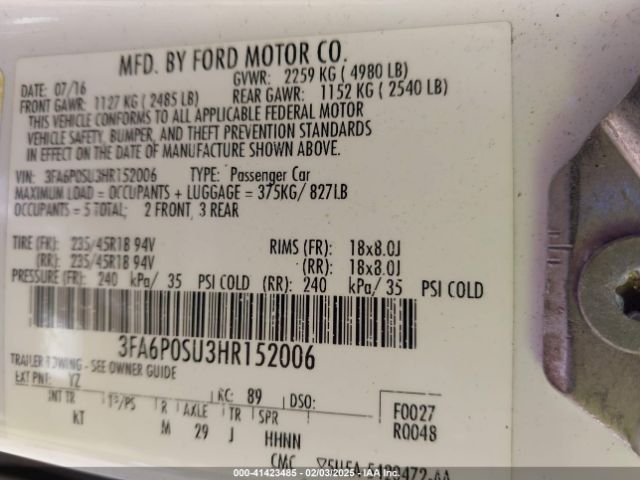 MFD. BY FORD MOTOR CO.
DATE: 07/16 GVWR: 2259 KG ( 4980 LB)
FRONT GAWR: 1127 KG ( 2485 LB) REAR GAWR: 1152 KG ( 2540 LB)
THIS VEHICLE CONFORMS TO ALL APPLICABLE FEDERAL MOTOR
VEHICLE SAFETY, BUMPER, AND THEFT PREVENTION STANDARDS
IN EFFECT ON THE DATE OF MANUFACTURE SHOWN ABOVE.
VIN: 3FA6P0SU3HR152006 TYPE: Passenger Car
MAXIMUM LOAD = OCCUPANTS + LUGGAGE = 375KG/ 827LB
OCCUPANTS = 5 TOTAL; 2 FRONT, 3 REAR
TIRE (FR): 235/45R18 94V RIMS (FR): 18x8.0J
(RR): 235/45R18 94V (RR): 18x8.0J
PRESSURE (FR): 240 kPa/ 35 PSI COLD (RR): 240 kPa/ 35 PSI COLD
3FA6P0SU3HR152006
TRAILER TOWING - SEE OWNER GUIDE
EXT PNT: YZ RC: 89 DSO:
INT TR TP/PS R AXLE TR SPR F0027
KT M 29 J HHNN R0048
CMC
000-41423485 - 02/03/2025 - IAAUS